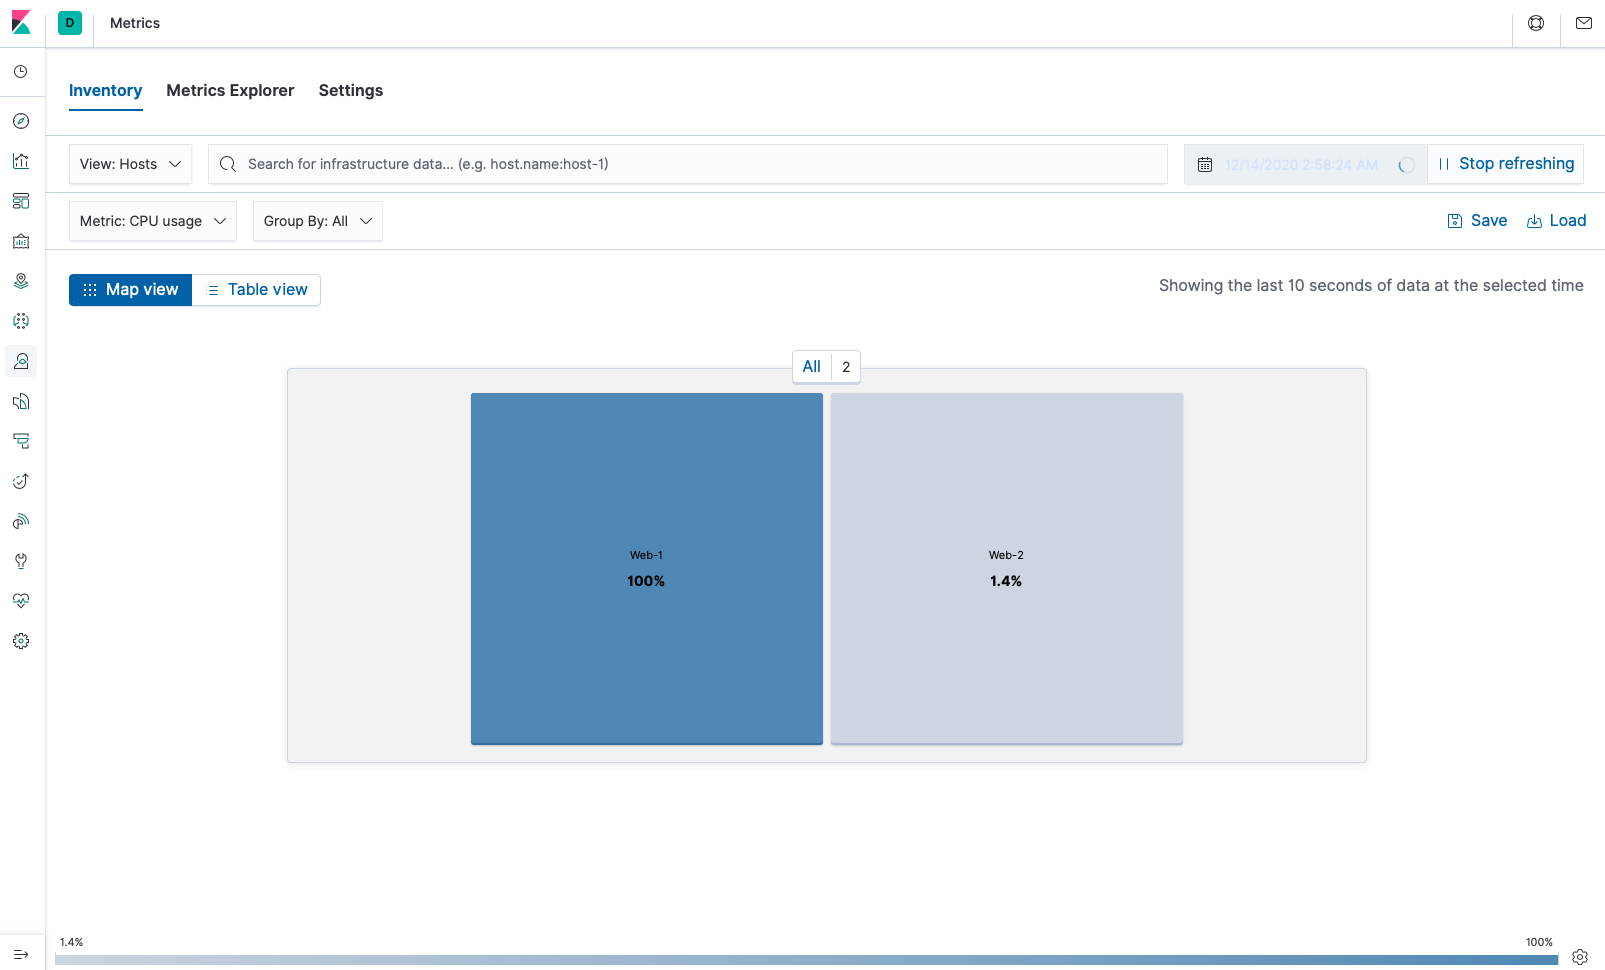 D Metrics
Inventory Metrics Explorer Settings
View: Hosts Search for infrastructure data... (e.g. host.name:host-1) 12/14/2020 2:58:24 AM Stop refreshing
Metric: CPU usage Group By: All Save Load
Map view Table view Showing the last 10 seconds of data at the selected time
All 2
Web-1 Web-2
100% 1.4%
1.4% 100%